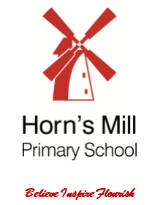 Horn's Mill
Primary School
Believe Inspire Flourish